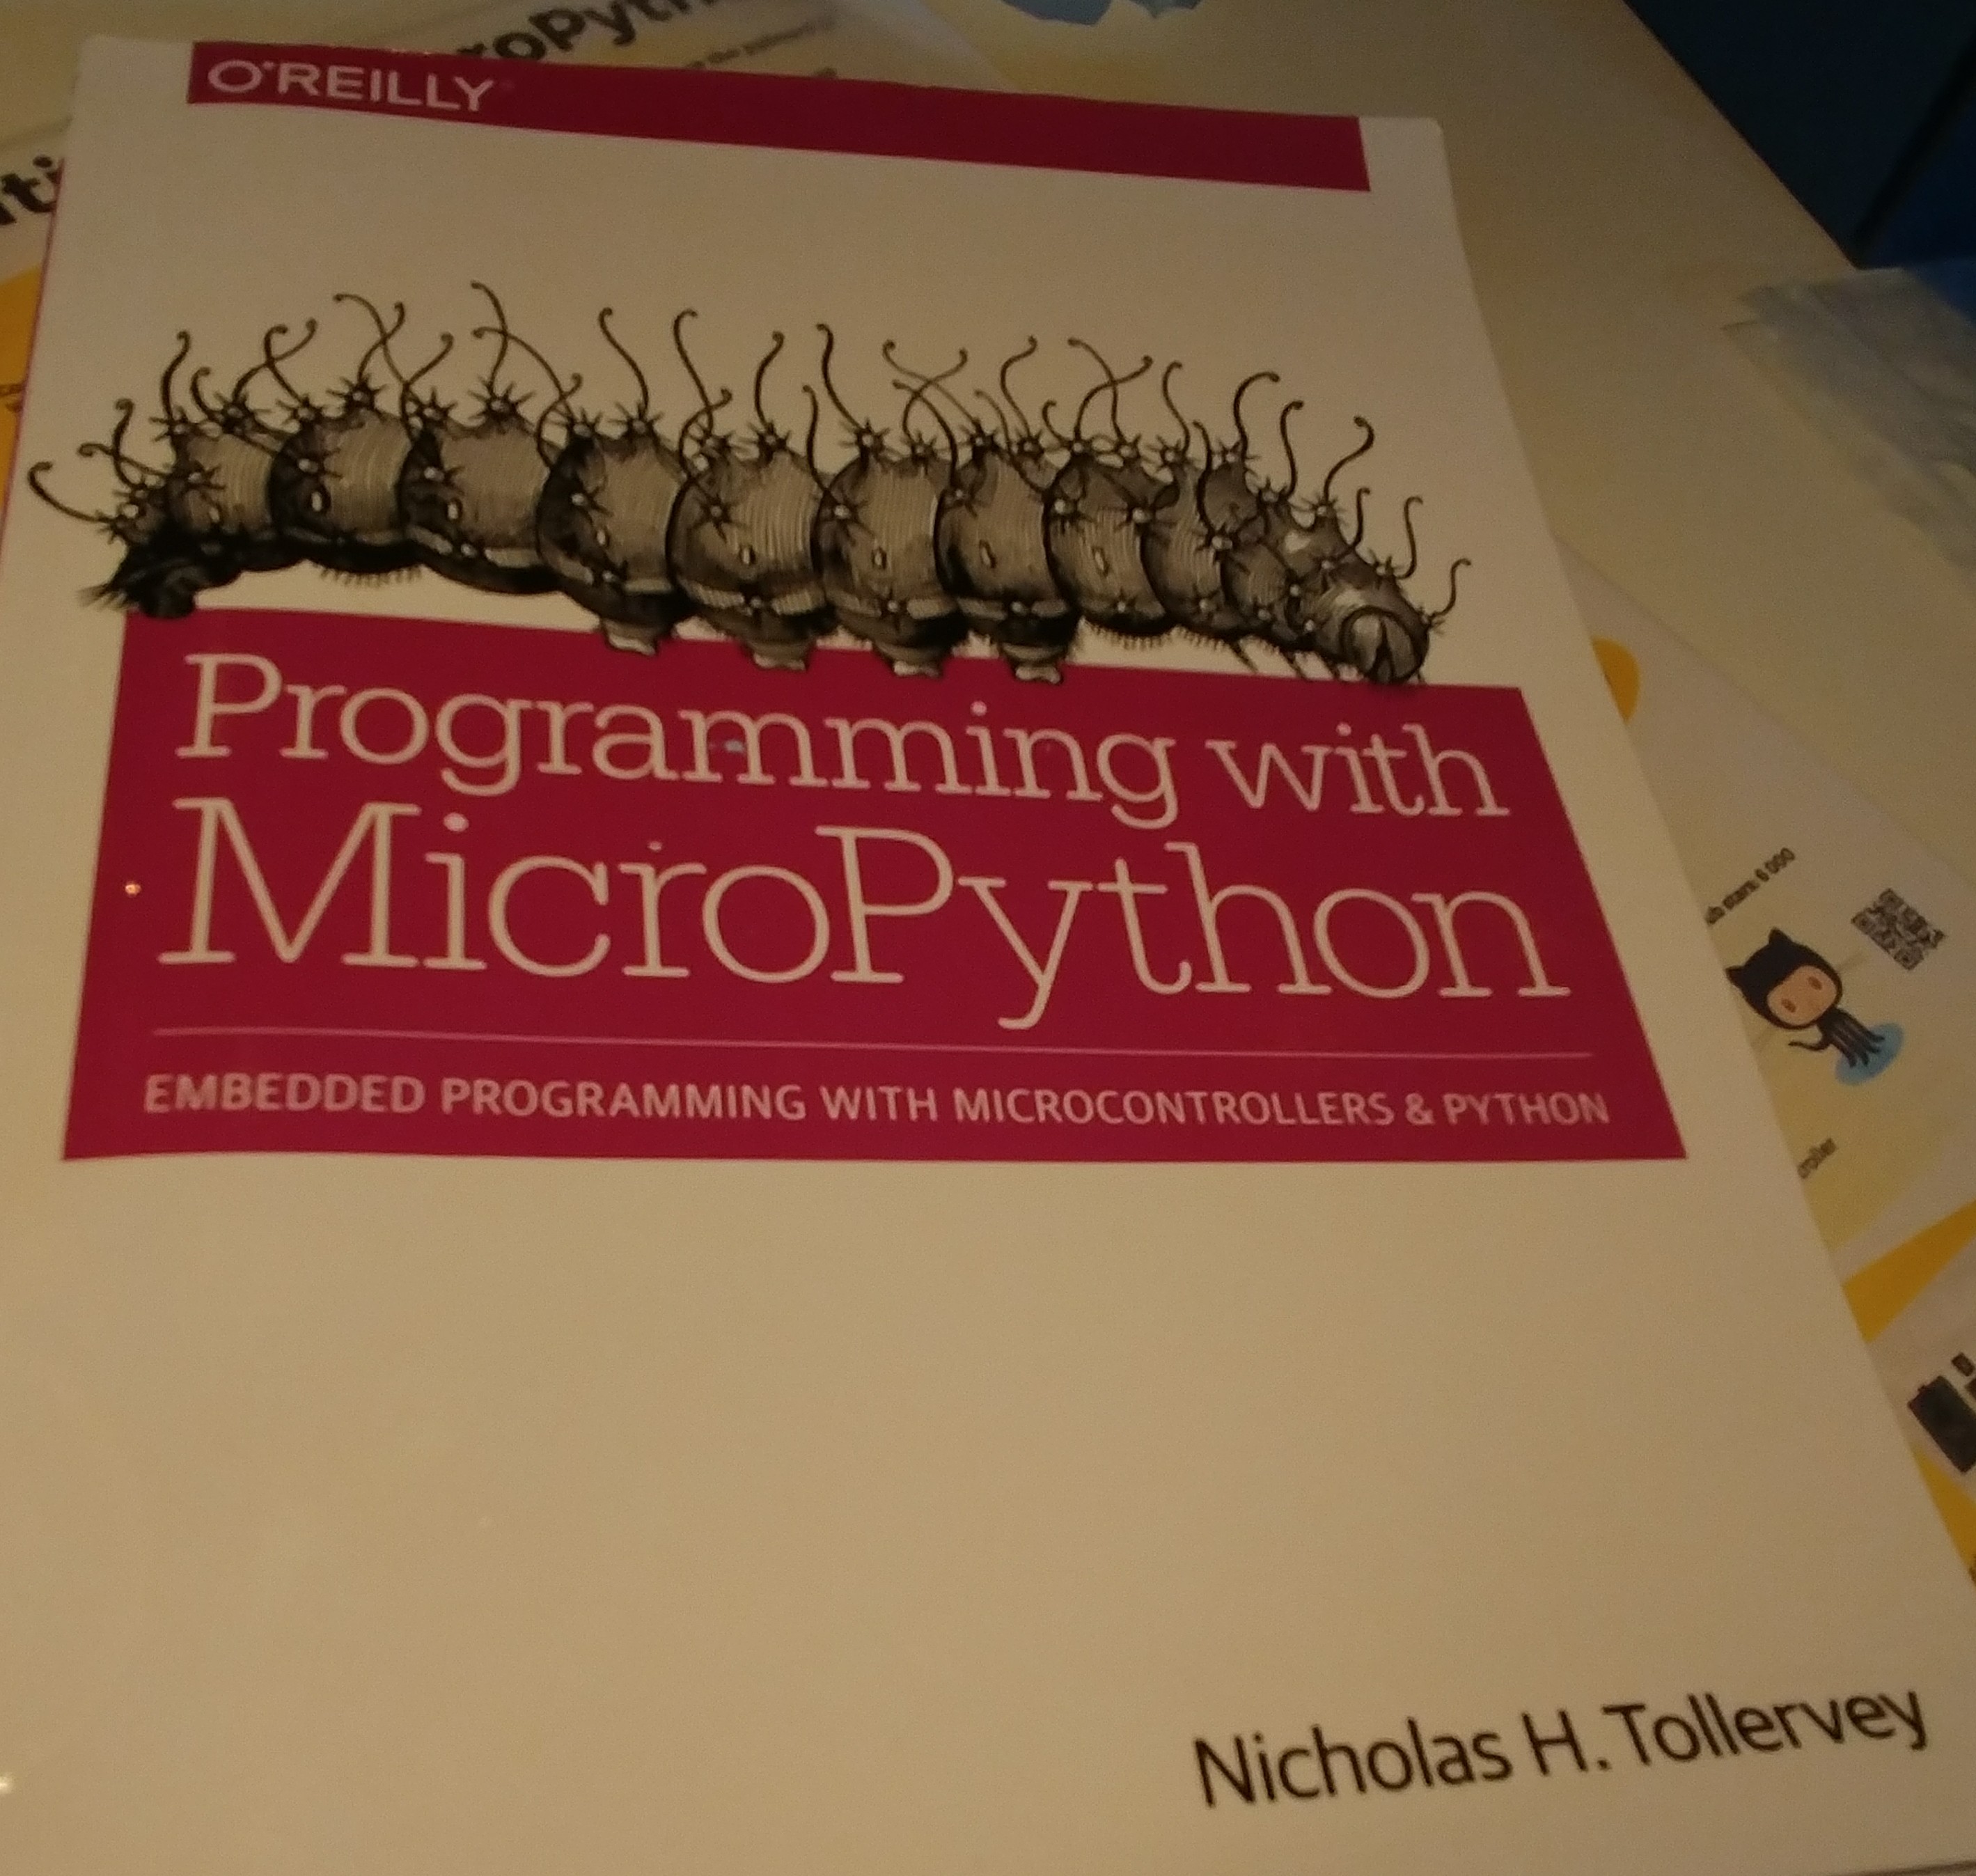 O'REILLY
Programming with
MicroPython
EMBEDDED PROGRAMMING WITH MICROCONTROLLERS & PYTHON
Nicholas H. Tollervey